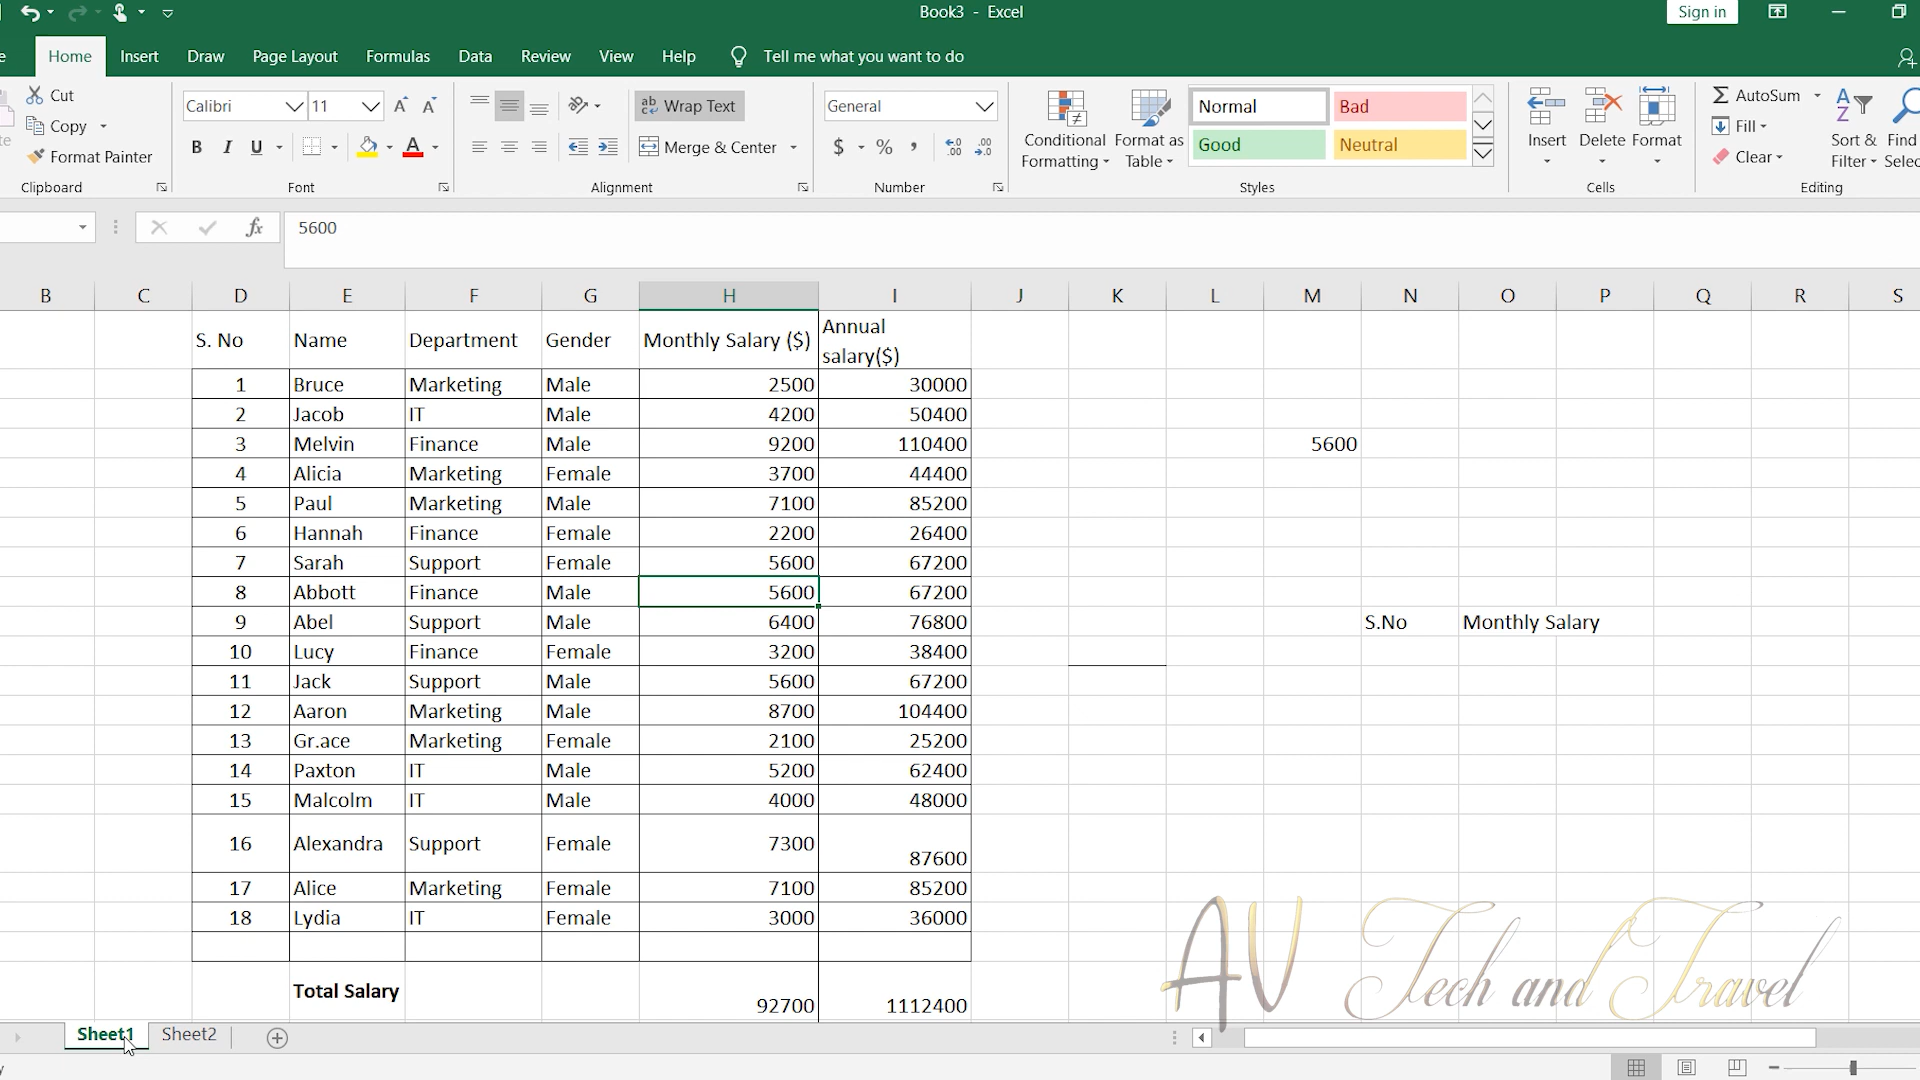 Book3 - Excel
Sign in
Home Insert Draw Page Layout Formulas Data Review View Help Tell me what you want to do
Cut
Copy
Format Painter
Clipboard
Calibri 11
B I U A
Font
ab Wrap Text
Merge & Center
Alignment
General
$ % ,
Number
Conditional Formatting
Format as Table
Normal Bad
Good Neutral
Styles
Insert Delete Format
Cells
AutoSum
Fill
Clear
Sort & Filter
Find
Editing
fx 5600
B C D E F G H I J K L M N O P Q R S
S. No Name Department Gender Monthly Salary ($) Annual salary($)
1 Bruce Marketing Male 2500 30000
2 Jacob IT Male 4200 50400
3 Melvin Finance Male 9200 110400 5600
4 Alicia Marketing Female 3700 44400
5 Paul Marketing Male 7100 85200
6 Hannah Finance Female 2200 26400
7 Sarah Support Female 5600 67200
8 Abbott Finance Male 5600 67200
9 Abel Support Male 6400 76800 S.No Monthly Salary
10 Lucy Finance Female 3200 38400
11 Jack Support Male 5600 67200
12 Aaron Marketing Male 8700 104400
13 Gr.ace Marketing Female 2100 25200
14 Paxton IT Male 5200 62400
15 Malcolm IT Male 4000 48000
16 Alexandra Support Female 7300 87600
17 Alice Marketing Female 7100 85200
18 Lydia IT Female 3000 36000
Total Salary 92700 1112400
AV Tech and Travel
Sheet1 Sheet2